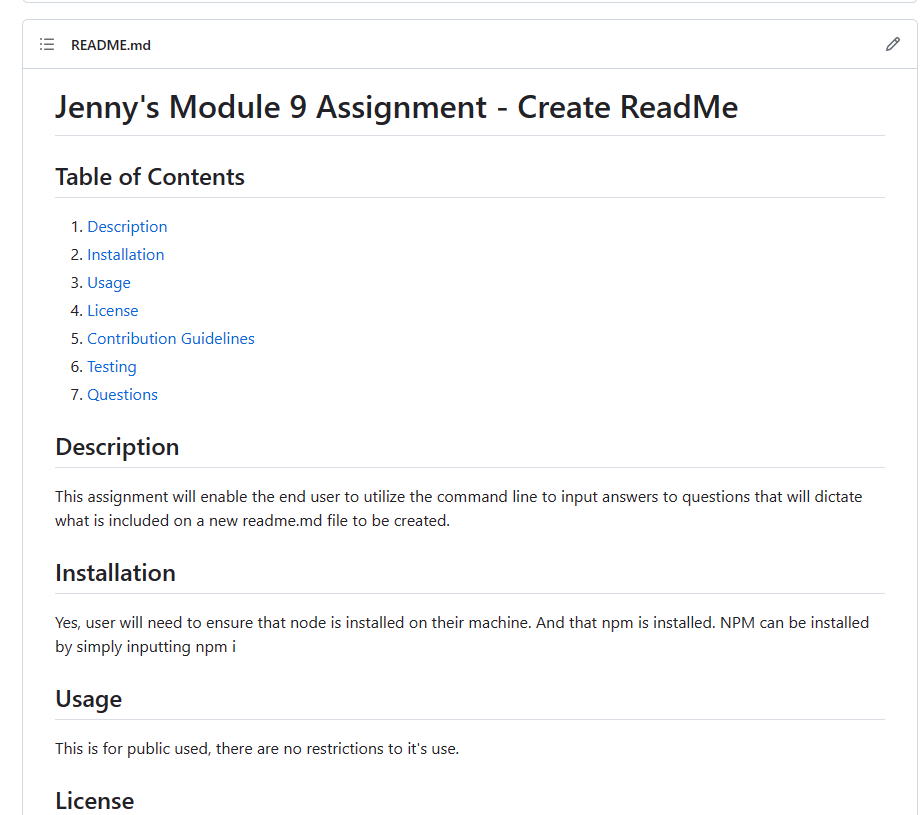 README.md
Jenny's Module 9 Assignment - Create ReadMe
Table of Contents
1. Description
2. Installation
3. Usage
4. License
5. Contribution Guidelines
6. Testing
7. Questions
Description
This assignment will enable the end user to utilize the command line to input answers to questions that will dictate
what is included on a new readme.md file to be created.
Installation
Yes, user will need to ensure that node is installed on their machine. And that npm is installed. NPM can be installed
by simply inputting npm i
Usage
This is for public used, there are no restrictions to it's use.
License